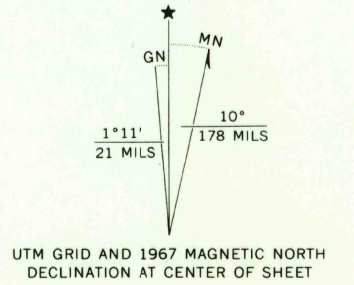 MN
GN
10°
178 MILS
1°11'
21 MILS
UTM GRID AND 1967 MAGNETIC NORTH
DECLINATION AT CENTER OF SHEET